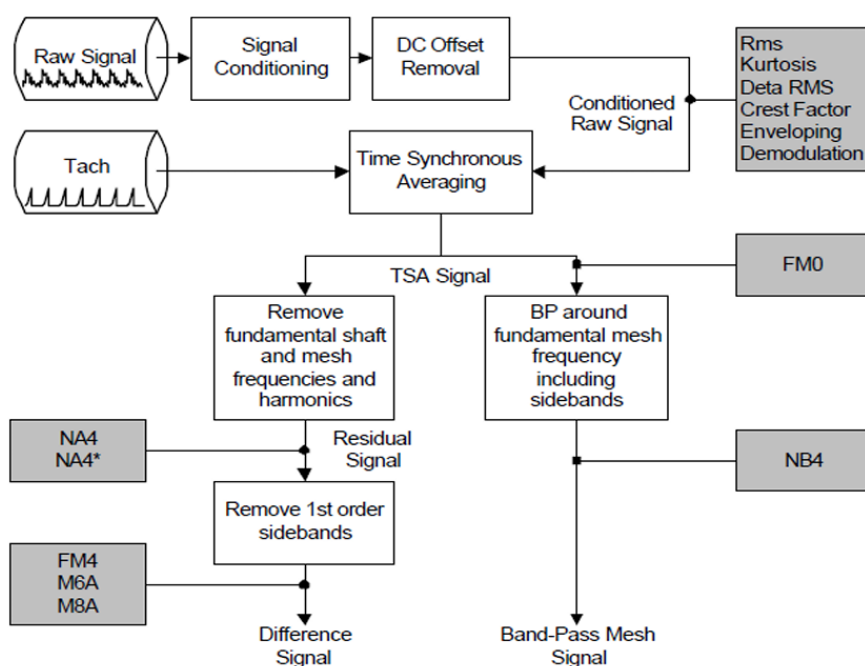 Raw Signal
Signal
Conditioning
DC Offset
Removal
Rms
Kurtosis
Deta RMS
Crest Factor
Enveloping
Demodulation
Conditioned
Raw Signal
Tach
Time Synchronous
Averaging
TSA Signal
FM0
Remove
fundamental shaft
and mesh
frequencies and
harmonics
BP around
fundamental mesh
frequency
including
sidebands
NA4
NA4*
Residual
Signal
NB4
Remove 1st order
sidebands
FM4
M6A
M8A
Difference
Signal
Band-Pass Mesh
Signal